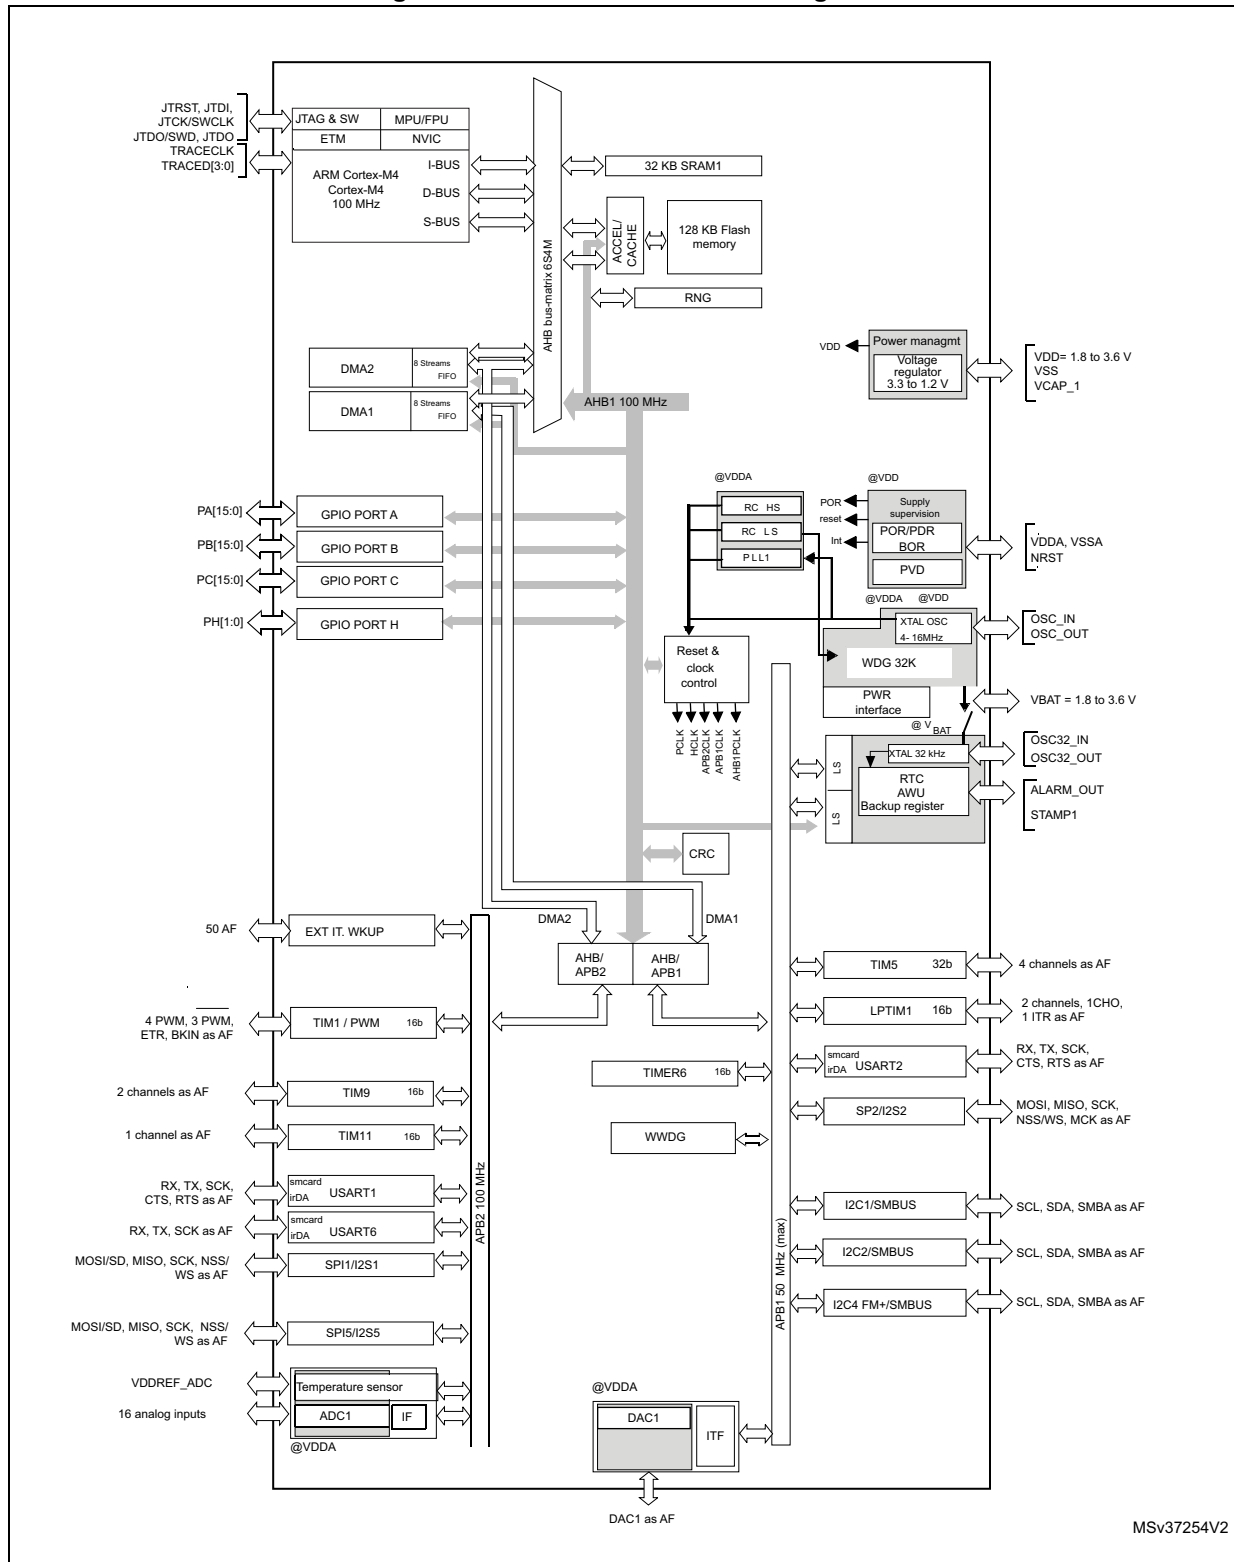 JTRST, JTDI,
JTCK/SWCLK
JTDO/SWD, JTDO
TRACECLK
TRACED[3:0]
JTAG & SW
MPU/FPU
ETM
NVIC
ARM Cortex-M4
Cortex-M4
100 MHz
I-BUS
D-BUS
S-BUS
AHB bus-matrix 6S4M
32 KB SRAM1
ACCEL/
CACHE
128 KB Flash
memory
RNG
DMA2
8 Streams
FIFO
DMA1
8 Streams
FIFO
AHB1 100 MHz
VDD
Power managmt
Voltage
regulator
3.3 to 1.2 V
VDD= 1.8 to 3.6 V
VSS
VCAP_1
@VDDA
RC HS
RC LS
PLL1
@VDD
POR
reset
Int
Supply
supervision
POR/PDR
BOR
PVD
VDDA, VSSA
NRST
@VDDA
@VDD
XTAL OSC
4- 16MHz
WDG 32K
OSC_IN
OSC_OUT
PWR
interface
VBAT = 1.8 to 3.6 V
@ VBAT
LS
LS
XTAL 32 kHz
RTC
AWU
Backup register
OSC32_IN
OSC32_OUT
ALARM_OUT
STAMP1
PA[15:0]
GPIO PORT A
PB[15:0]
GPIO PORT B
PC[15:0]
GPIO PORT C
PH[1:0]
GPIO PORT H
Reset &
clock
control
PCLK
HCLK
APB2CLK
APB1CLK
AHB1PCLK
CRC
DMA2
DMA1
AHB/
APB2
AHB/
APB1
50 AF
EXT IT. WKUP
4 PWM, 3 PWM,
ETR, BKIN as AF
TIM1 / PWM
16b
2 channels as AF
TIM9
16b
1 channel as AF
TIM11
16b
RX, TX, SCK,
CTS, RTS as AF
smcard
irDA
USART1
RX, TX, SCK as AF
smcard
irDA
USART6
MOSI/SD, MISO, SCK, NSS/
WS as AF
SPI1/I2S1
MOSI/SD, MISO, SCK, NSS/
WS as AF
SPI5/I2S5
VDDREF_ADC
Temperature sensor
16 analog inputs
ADC1
IF
@VDDA
APB2 100 MHz
TIMER6
16b
WWDG
@VDDA
DAC1
ITF
DAC1 as AF
APB1 50 MHz (max)
TIM5
32b
4 channels as AF
LPTIM1
16b
2 channels, 1CHO,
1 ITR as AF
smcard
irDA
USART2
RX, TX, SCK,
CTS, RTS as AF
SP2/I2S2
MOSI, MISO, SCK,
NSS/WS, MCK as AF
I2C1/SMBUS
SCL, SDA, SMBA as AF
I2C2/SMBUS
SCL, SDA, SMBA as AF
I2C4 FM+/SMBUS
SCL, SDA, SMBA as AF
MSv37254V2